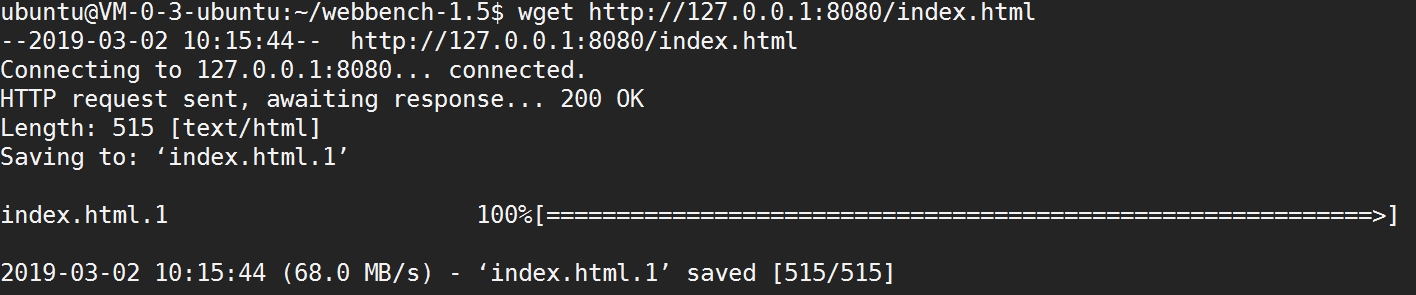 ubuntu@VM-0-3-ubuntu:~/webbench-1.5$ wget http://127.0.0.1:8080/index.html
--2019-03-02 10:15:44--  http://127.0.0.1:8080/index.html
Connecting to 127.0.0.1:8080... connected.
HTTP request sent, awaiting response... 200 OK
Length: 515 [text/html]
Saving to: ‘index.html.1’
index.html.1                      100%[===========================================================>]
2019-03-02 10:15:44 (68.0 MB/s) - ‘index.html.1’ saved [515/515]